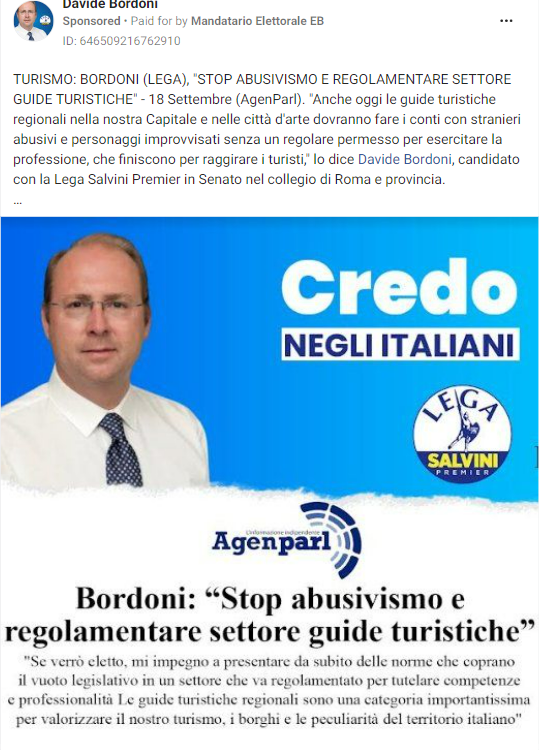 Davide Bordoni
Sponsored • Paid for by Mandatario Elettorale EB
ID: 646509216762910
TURISMO: BORDONI (LEGA), "STOP ABUSIVISMO E REGOLAMENTARE SETTORE
GUIDE TURISTICHE" - 18 Settembre (AgenParl). "Anche oggi le guide turistiche
regionali nella nostra Capitale e nelle città d'arte dovranno fare i conti con stranieri
abusivi e personaggi improvvisati senza un regolare permesso per esercitare la
professione, che finiscono per raggirare i turisti," lo dice Davide Bordoni, candidato
con la Lega Salvini Premier in Senato nel collegio di Roma e provincia.
...
Credo
NEGLI ITALIANI
LEGA
SALVINI
PREMIER
L'informazione indipendente
Agenparl
Bordoni: “Stop abusivismo e
regolamentare settore guide turistiche”
"Se verrò eletto, mi impegno a presentare da subito delle norme che coprano
il vuoto legislativo in un settore che va regolamentato per tutelare competenze
e professionalità Le guide turistiche regionali sono una categoria importantissima
per valorizzare il nostro turismo, i borghi e le peculiarità del territorio italiano"